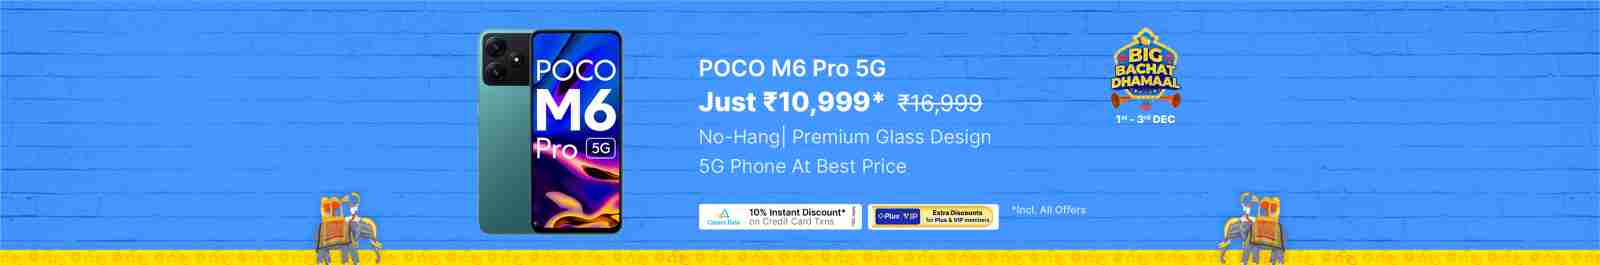 POCO
M6
Pro 5G
POCO M6 Pro 5G
Just ₹10,999* ₹16,999
No-Hang| Premium Glass Design
5G Phone At Best Price
Canara Bank
10% Instant Discount*
on Credit Card Txns
Plus VIP
Extra Discounts
for Plus & VIP members
*Incl. All Offers
BIG
BACHAT
DHAMAAL
1st - 3rd DEC